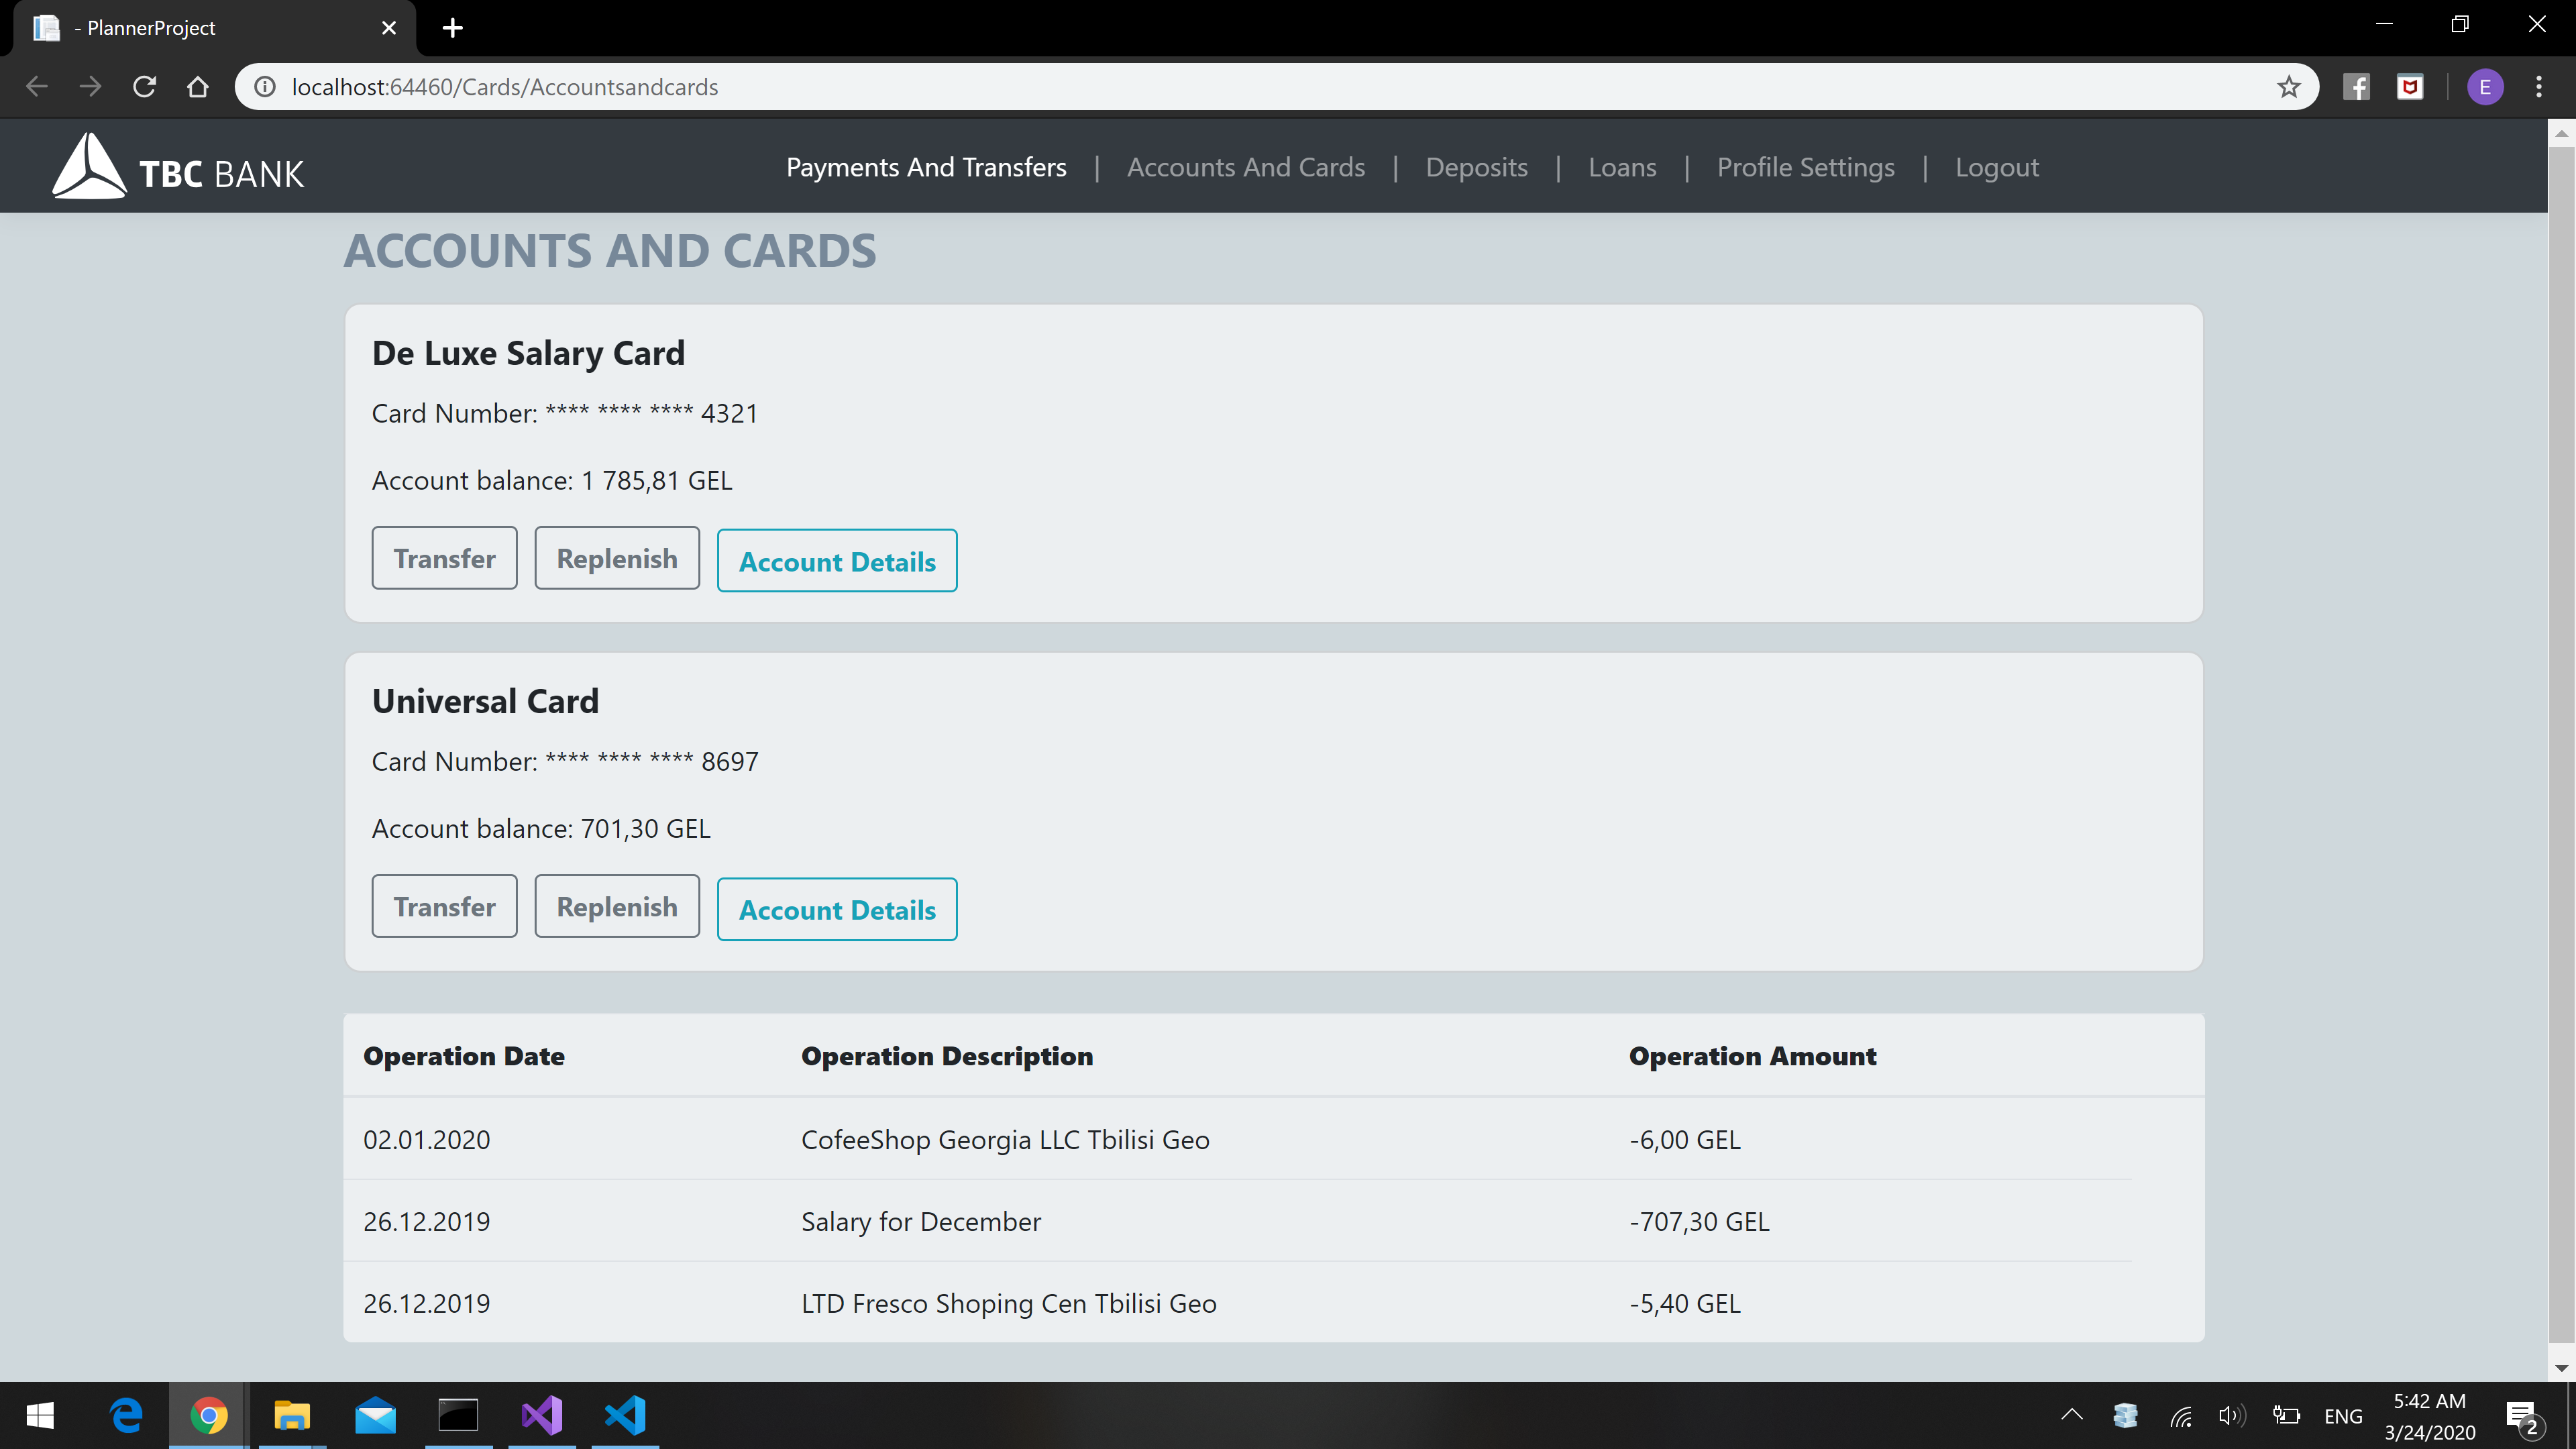 - PlannerProject
localhost:64460/Cards/Accountsandcards
E
TBC BANK
Payments And Transfers | Accounts And Cards | Deposits | Loans | Profile Settings | Logout
ACCOUNTS AND CARDS
De Luxe Salary Card
Card Number: **** **** **** 4321
Account balance: 1 785,81 GEL
Transfer Replenish Account Details
Universal Card
Card Number: **** **** **** 8697
Account balance: 701,30 GEL
Transfer Replenish Account Details
Operation Date Operation Description Operation Amount
02.01.2020 CofeeShop Georgia LLC Tbilisi Geo -6,00 GEL
26.12.2019 Salary for December -707,30 GEL
26.12.2019 LTD Fresco Shoping Cen Tbilisi Geo -5,40 GEL
ENG
5:42 AM
3/24/2020
2